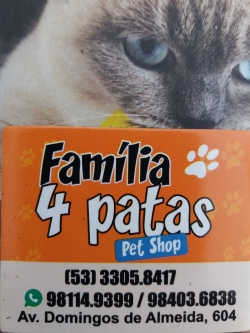 Família
4 patas
Pet Shop
(53) 3305.8417
98114.9399 / 98403.6838
Av. Domingos de Almeida, 604